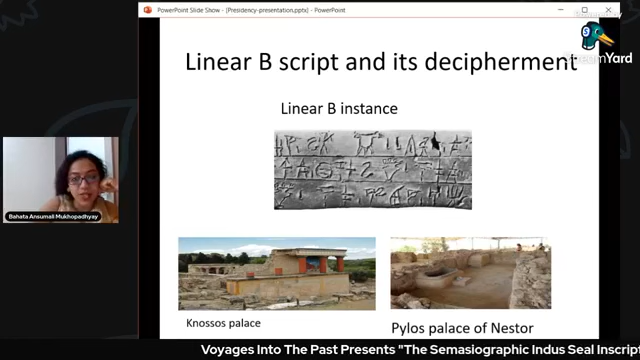 PowerPoint Slide Show - [Presidency-presentation.pptx] - PowerPoint
Linear B script and its decipherment
Linear B instance
Bahata Ansumali Mukhopadhyay
Knossos palace
Pylos palace of Nestor
Voyages Into The Past Presents "The Semasiographic Indus Seal Inscript